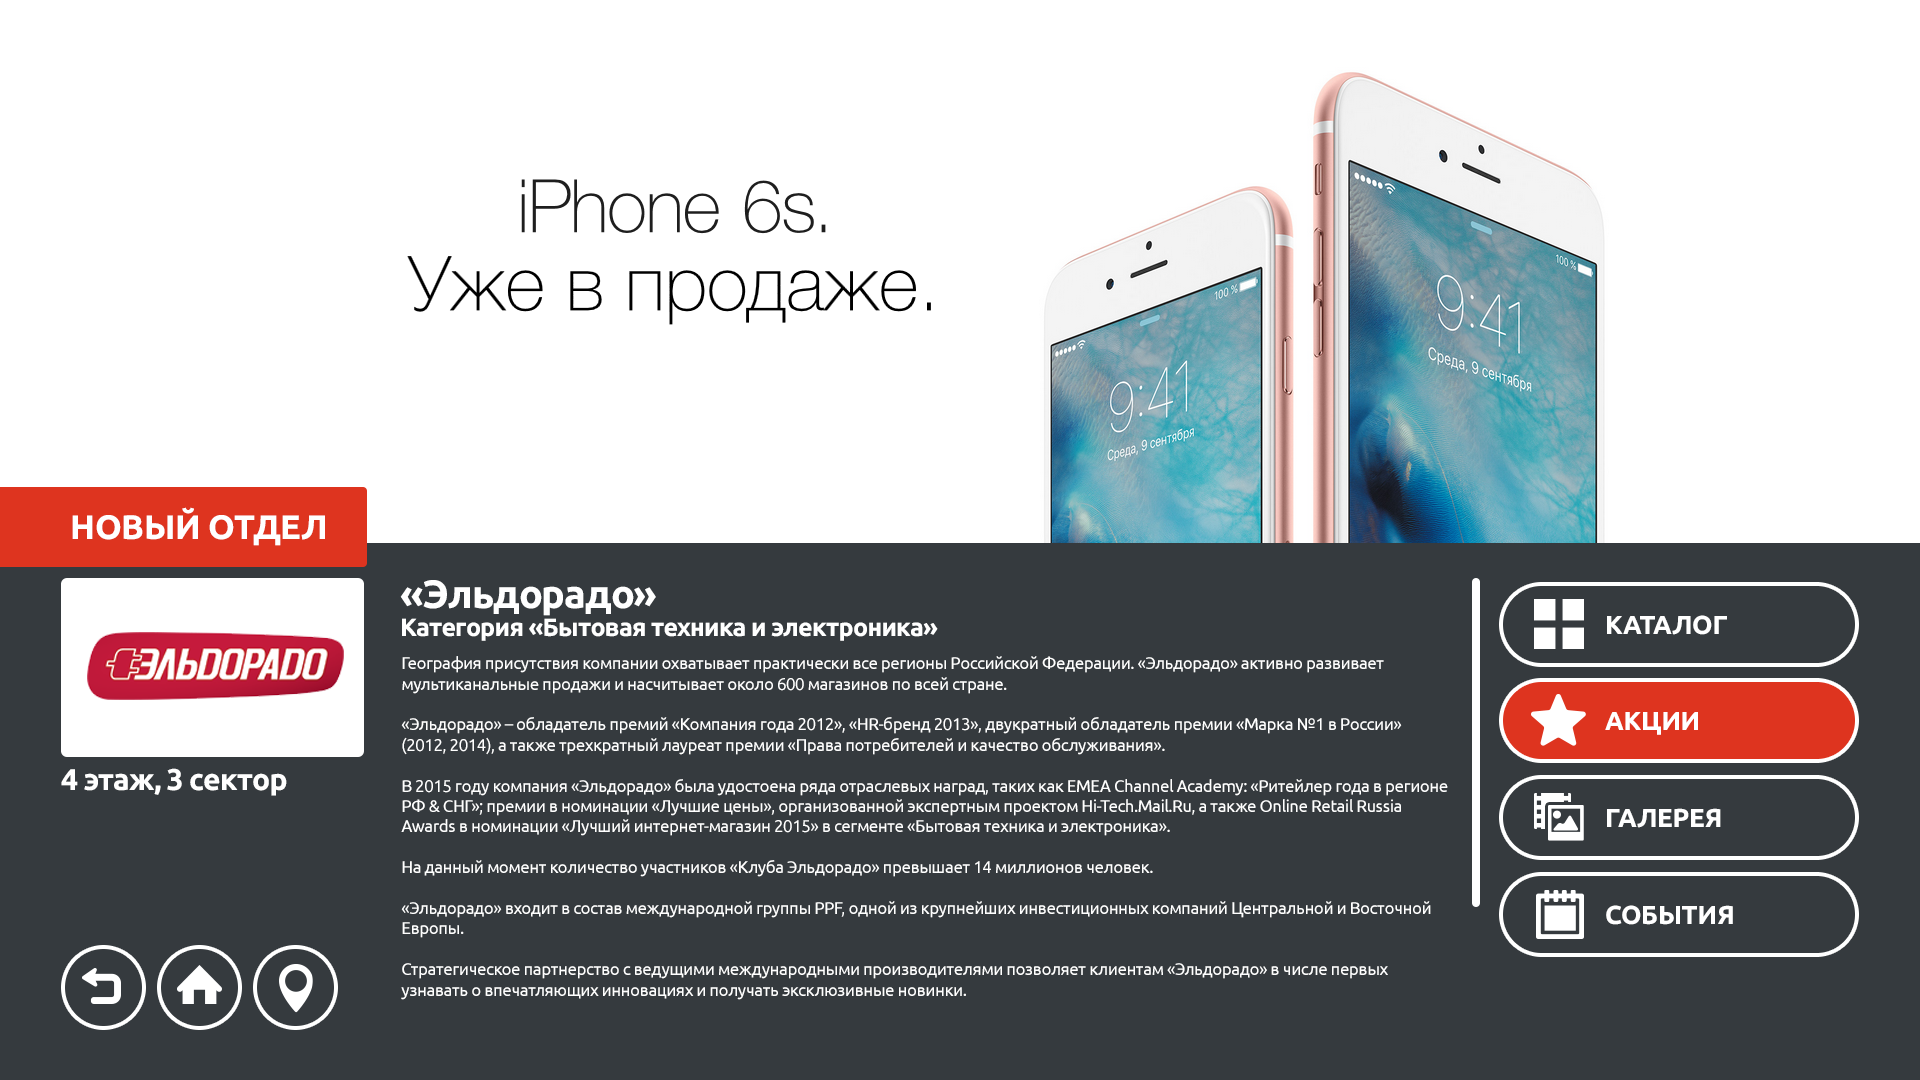 iPhone 6s.
Уже в продаже.
100 %
9:41
Среда, 9 сентября
100 %
9:41
Среда, 9 сентября
НОВЫЙ ОТДЕЛ
ЭЛЬДОРАДО
4 этаж, 3 сектор
«Эльдорадо»
Категория «Бытовая техника и электроника»
География присутствия компании охватывает практически все регионы Российской Федерации. «Эльдорадо» активно развивает
мультиканальные продажи и насчитывает около 600 магазинов по всей стране.
«Эльдорадо» – обладатель премий «Компания года 2012», «HR-бренд 2013», двукратный обладатель премии «Марка №1 в России»
(2012, 2014), а также трехкратный лауреат премии «Права потребителей и качество обслуживания».
В 2015 году компания «Эльдорадо» была удостоена ряда отраслевых наград, таких как EMEA Channel Academy: «Ритейлер года в регионе
РФ & СНГ»; премии в номинации «Лучшие цены», организованной экспертным проектом Hi-Tech.Mail.Ru, а также Online Retail Russia
Awards в номинации «Лучший интернет-магазин 2015» в сегменте «Бытовая техника и электроника».
На данный момент количество участников «Клуба Эльдорадо» превышает 14 миллионов человек.
«Эльдорадо» входит в состав международной группы PPF, одной из крупнейших инвестиционных компаний Центральной и Восточной
Европы.
Стратегическое партнерство с ведущими международными производителями позволяет клиентам «Эльдорадо» в числе первых
узнавать о впечатляющих инновациях и получать эксклюзивные новинки.
КАТАЛОГ
АКЦИИ
ГАЛЕРЕЯ
СОБЫТИЯ